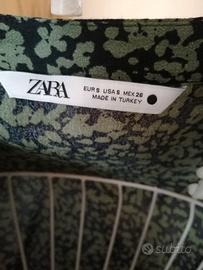 ZARA
EUR S USA S MEX 26
MADE IN TURKEY
subito